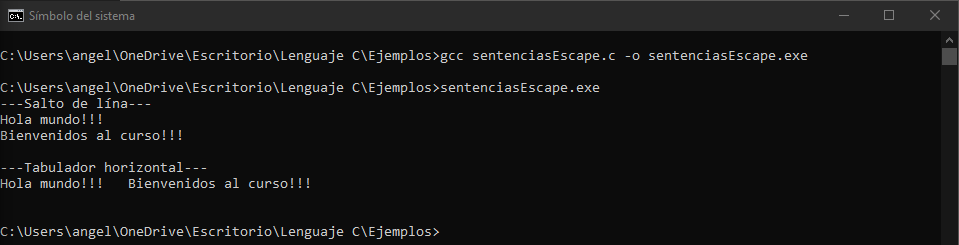 Símbolo del sistema
C:\Users\angel\OneDrive\Escritorio\Lenguaje C\Ejemplos>gcc sentenciasEscape.c -o sentenciasEscape.exe
C:\Users\angel\OneDrive\Escritorio\Lenguaje C\Ejemplos>sentenciasEscape.exe
---Salto de lína---
Hola mundo!!!
Bienvenidos al curso!!!
---Tabulador horizontal---
Hola mundo!!!   Bienvenidos al curso!!!
C:\Users\angel\OneDrive\Escritorio\Lenguaje C\Ejemplos>